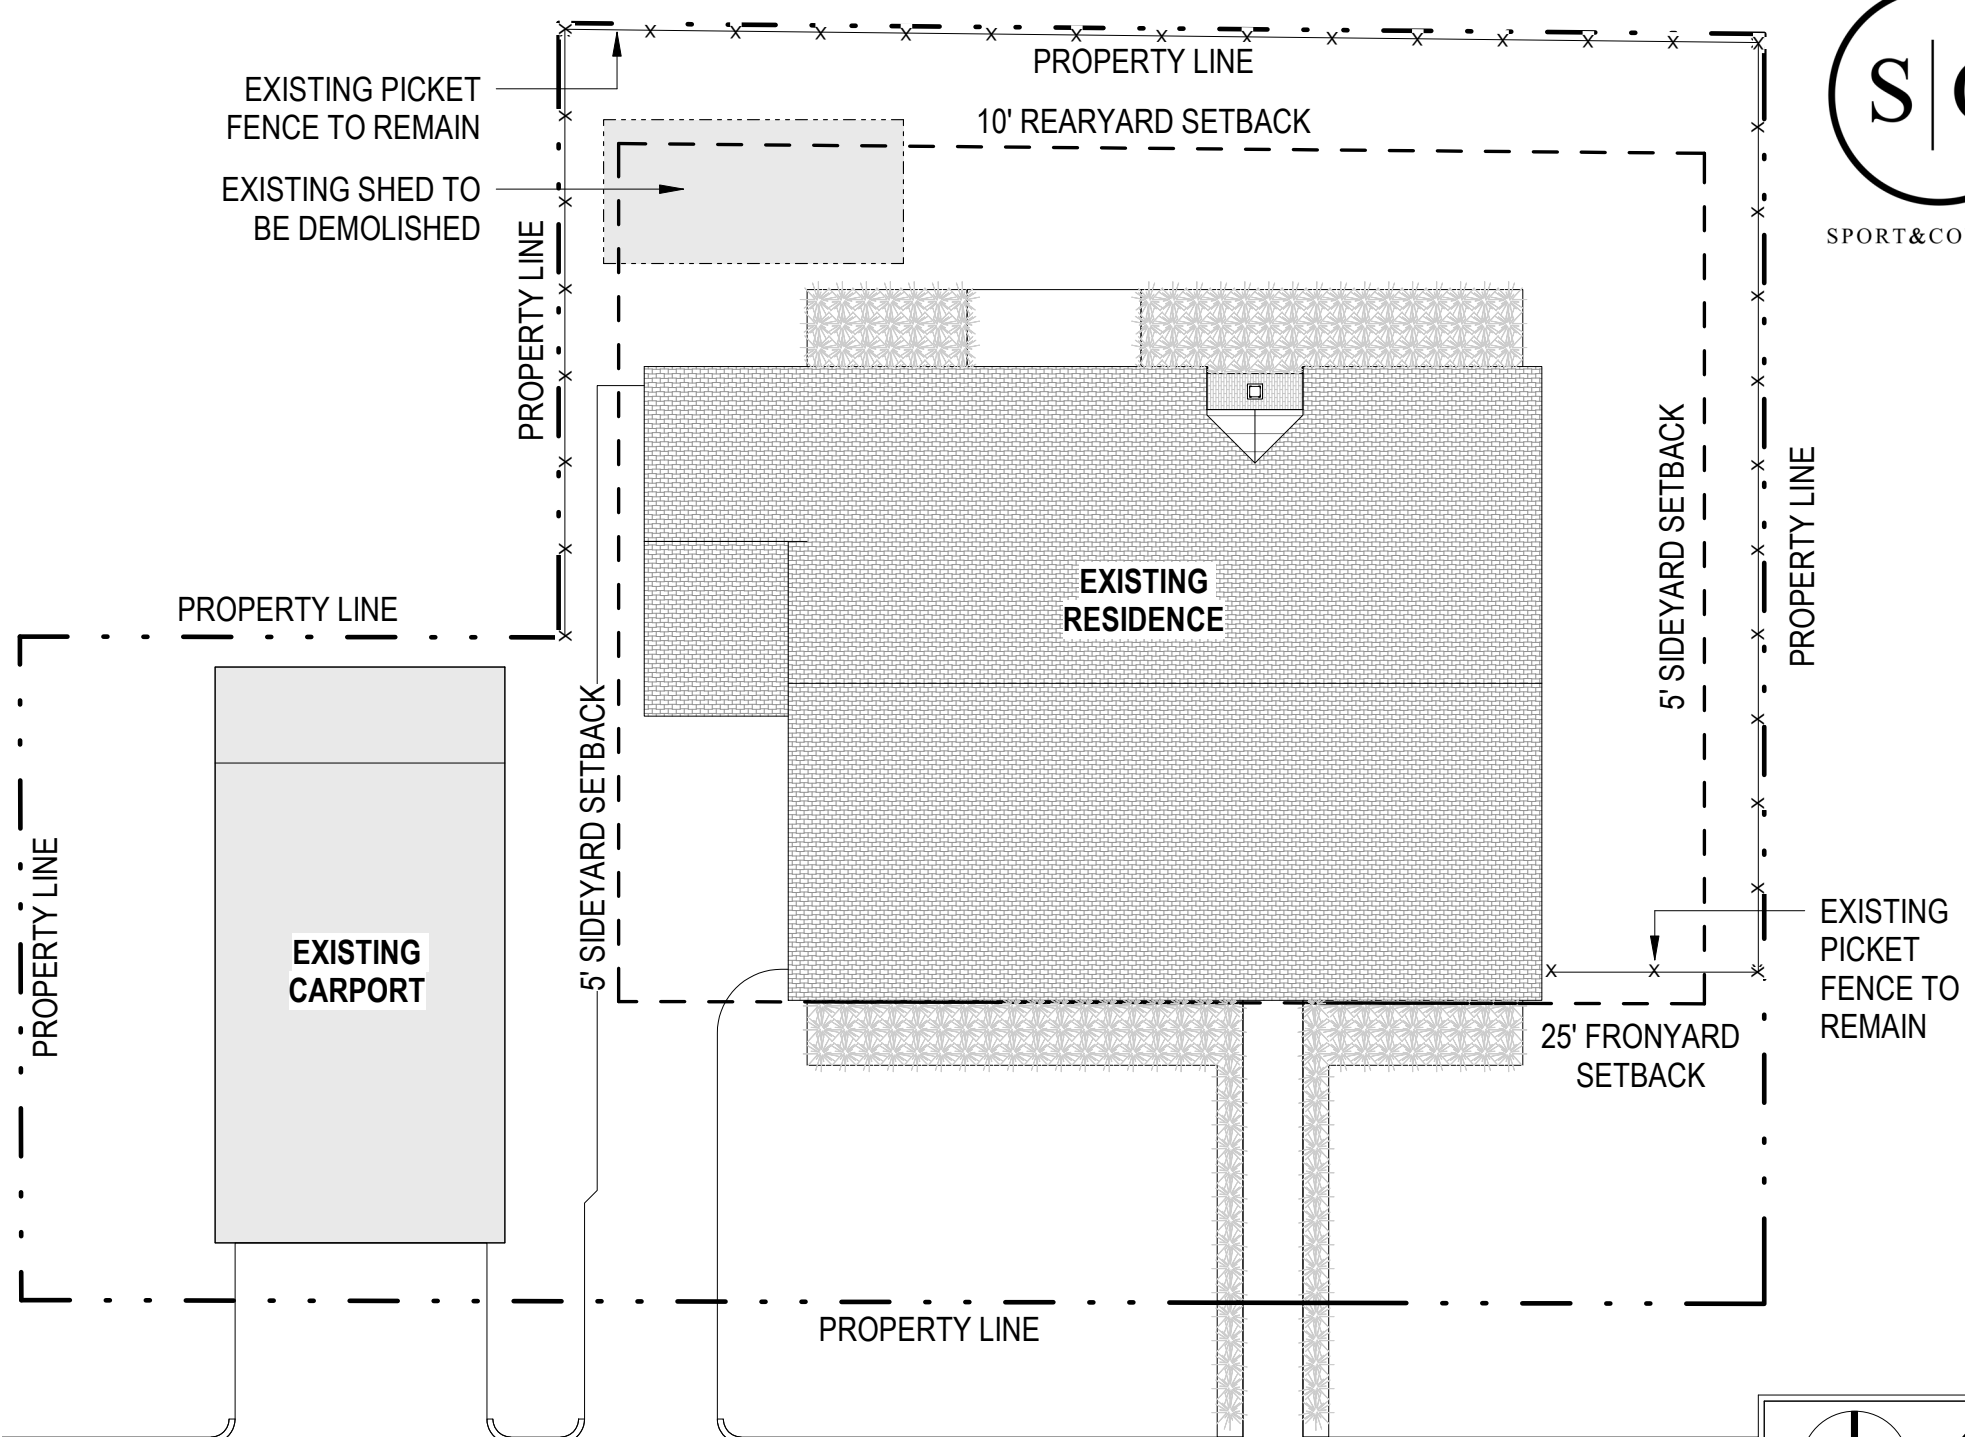 PROPERTY LINE
EXISTING PICKET
FENCE TO REMAIN
10' REARYARD SETBACK
EXISTING SHED TO
BE DEMOLISHED
SPORT&CO
PROPERTY LINE
5' SIDEYARD SETBACK
PROPERTY LINE
EXISTING
RESIDENCE
PROPERTY LINE
5' SIDEYARD SETBACK
PROPERTY LINE
EXISTING
CARPORT
EXISTING
PICKET
FENCE TO
REMAIN
25' FRONYARD
SETBACK
PROPERTY LINE
S